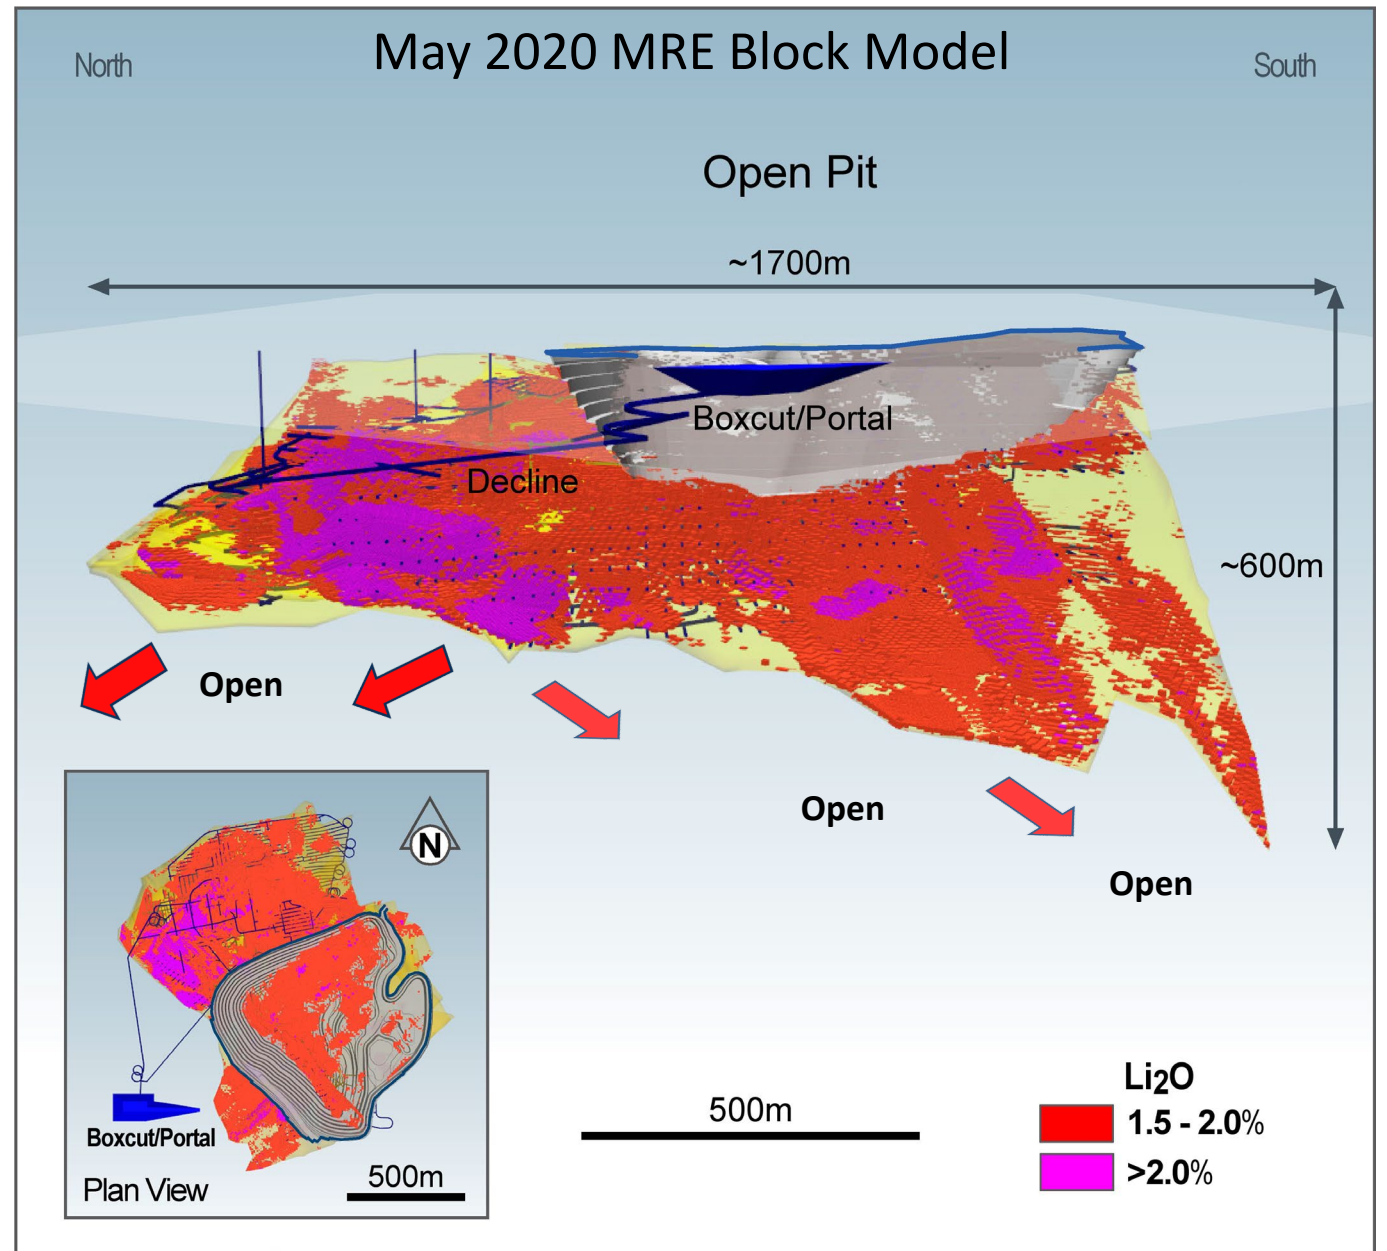 May 2020 MRE Block Model
North
South
Open Pit
~1700m
Boxcut/Portal
Decline
~600m
Open
Open
Open
N
Boxcut/Portal
Plan View
500m
500m
Li2O
1.5 - 2.0%
>2.0%